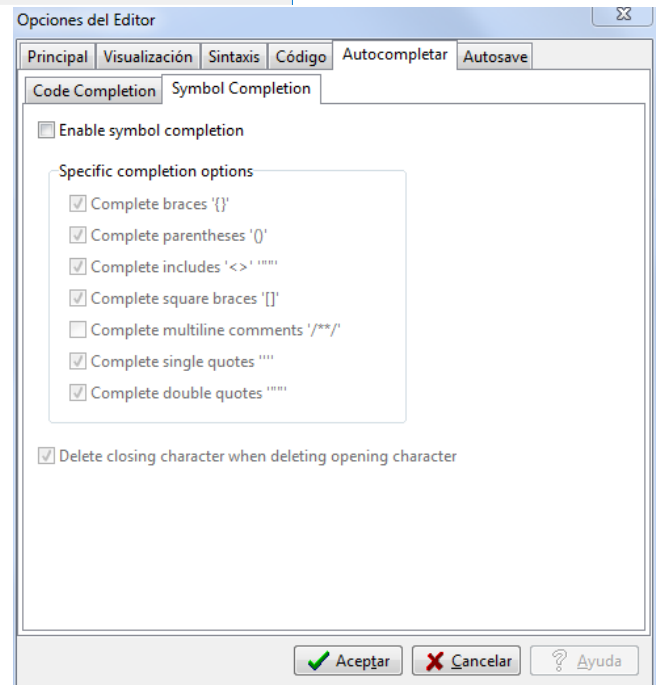 Opciones del Editor
Principal Visualización Sintaxis Código Autocompletar Autosave
Code Completion Symbol Completion
Enable symbol completion
Specific completion options
Complete braces '{}'
Complete parentheses '()'
Complete includes '<>' '""'
Complete square braces '[]'
Complete multiline comments '/**/'
Complete single quotes ''''
Complete double quotes '""'
Delete closing character when deleting opening character
Aceptar Cancelar Ayuda